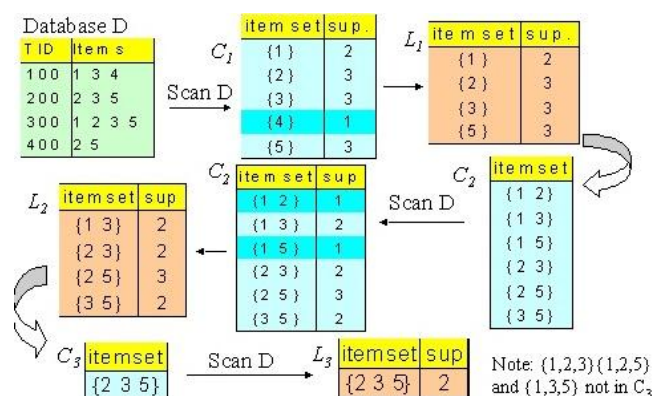 Database D
TID Items
100 1 3 4
200 2 3 5
300 1 2 3 5
400 2 5
Scan D
C1
itemset sup.
{1} 2
{2} 3
{3} 3
{4} 1
{5} 3
L1
itemset sup.
{1} 2
{2} 3
{3} 3
{5} 3
C2
itemset
{1 2}
{1 3}
{1 5}
{2 3}
{2 5}
{3 5}
Scan D
C2
itemset sup
{1 2} 1
{1 3} 2
{1 5} 1
{2 3} 2
{2 5} 3
{3 5} 2
L2
itemset sup
{1 3} 2
{2 3} 2
{2 5} 3
{3 5} 2
C3
itemset
{2 3 5}
Scan D
L3
itemset sup
{2 3 5} 2
Note: {1,2,3}{1,2,5}
and {1,3,5} not in C3